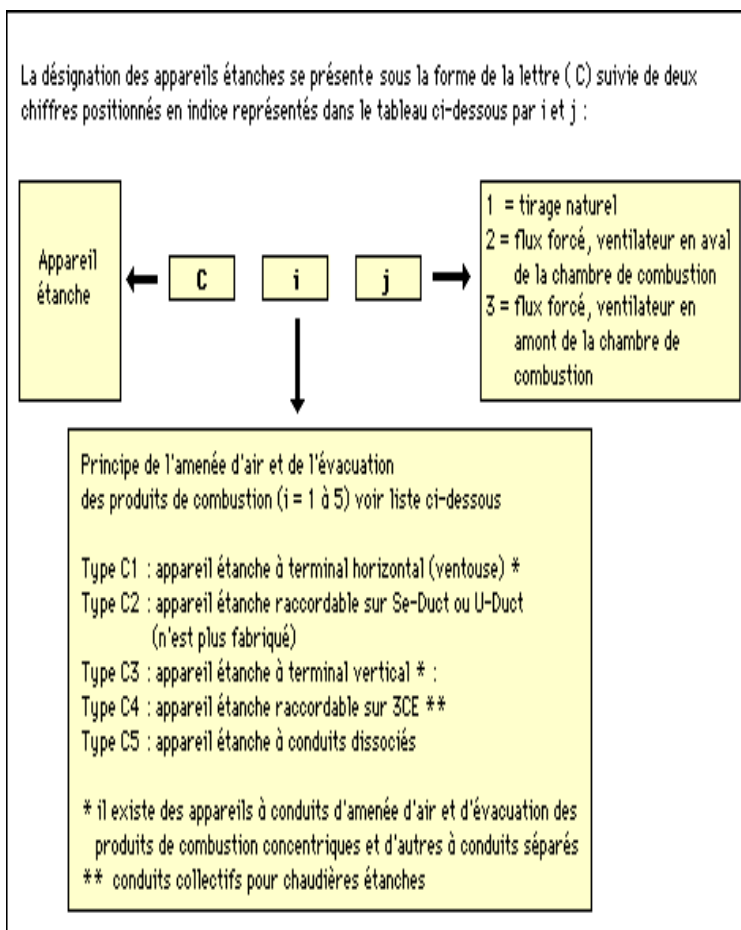 La désignation des appareils étanches se présente sous la forme de la lettre ( C) suivie de deux
chiffres positionnés en indice représentés dans le tableau ci-dessous par i et j :
Appareil
étanche
C
i
j
1 = tirage naturel
2 = flux forcé, ventilateur en aval
de la chambre de combustion
3 = flux forcé, ventilateur en
amont de la chambre de
combustion
Principe de l'amenée d'air et de l'évacuation
des produits de combustion (i = 1 à 5) voir liste ci-dessous
Type C1 : appareil étanche à terminal horizontal (ventouse) *
Type C2 : appareil étanche raccordable sur Se-Duct ou U-Duct
(n'est plus fabriqué)
Type C3 : appareil étanche à terminal vertical * :
Type C4 : appareil étanche raccordable sur 3CE **
Type C5 : appareil étanche à conduits dissociés
* il existe des appareils à conduits d'amenée d'air et d'évacuation des
produits de combustion concentriques et d'autres à conduits séparés
** conduits collectifs pour chaudières étanches